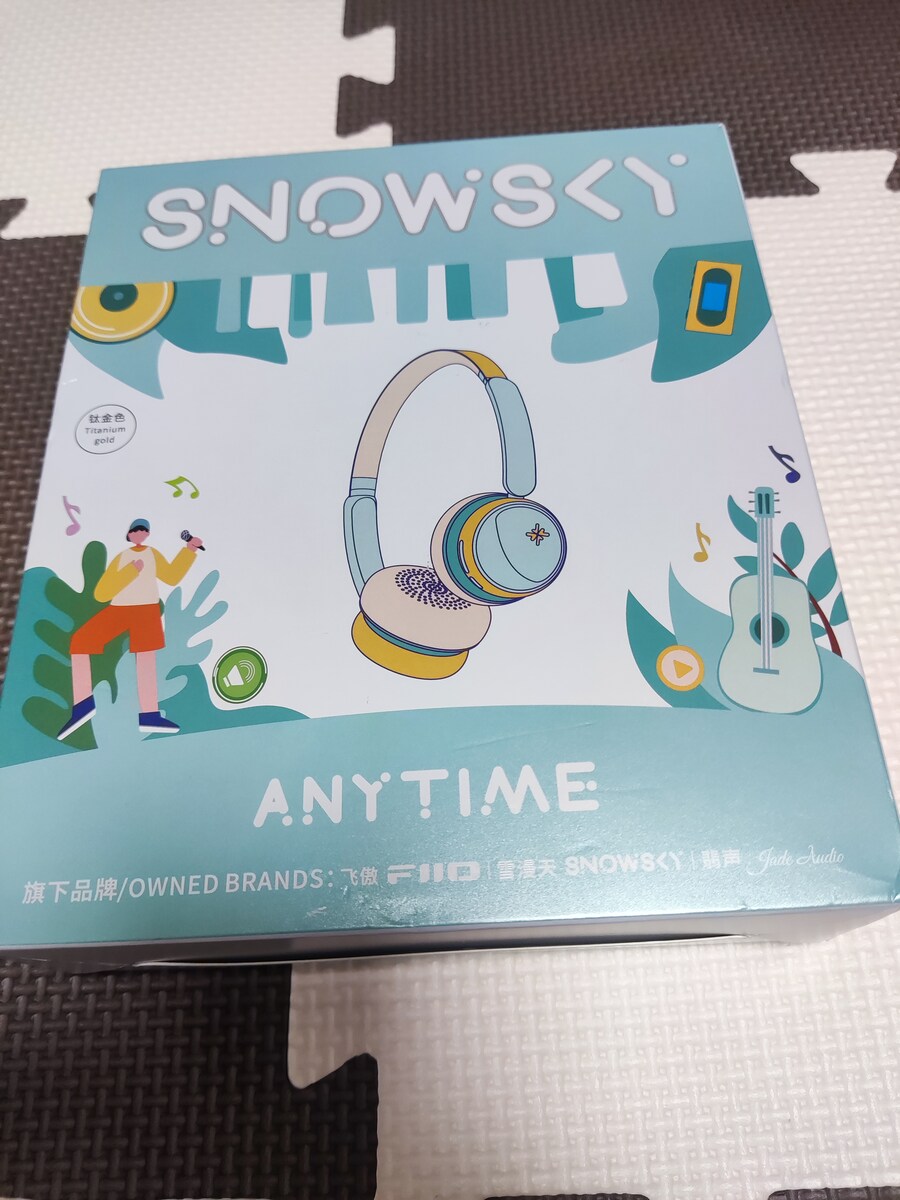 SNOWSKY
钛金色
Titanium
gold
ANYTIME
旗下品牌/OWNED BRANDS: 飞傲 FIIO | 雪漫天 SNOWSKY | 翡声 Jade Audio